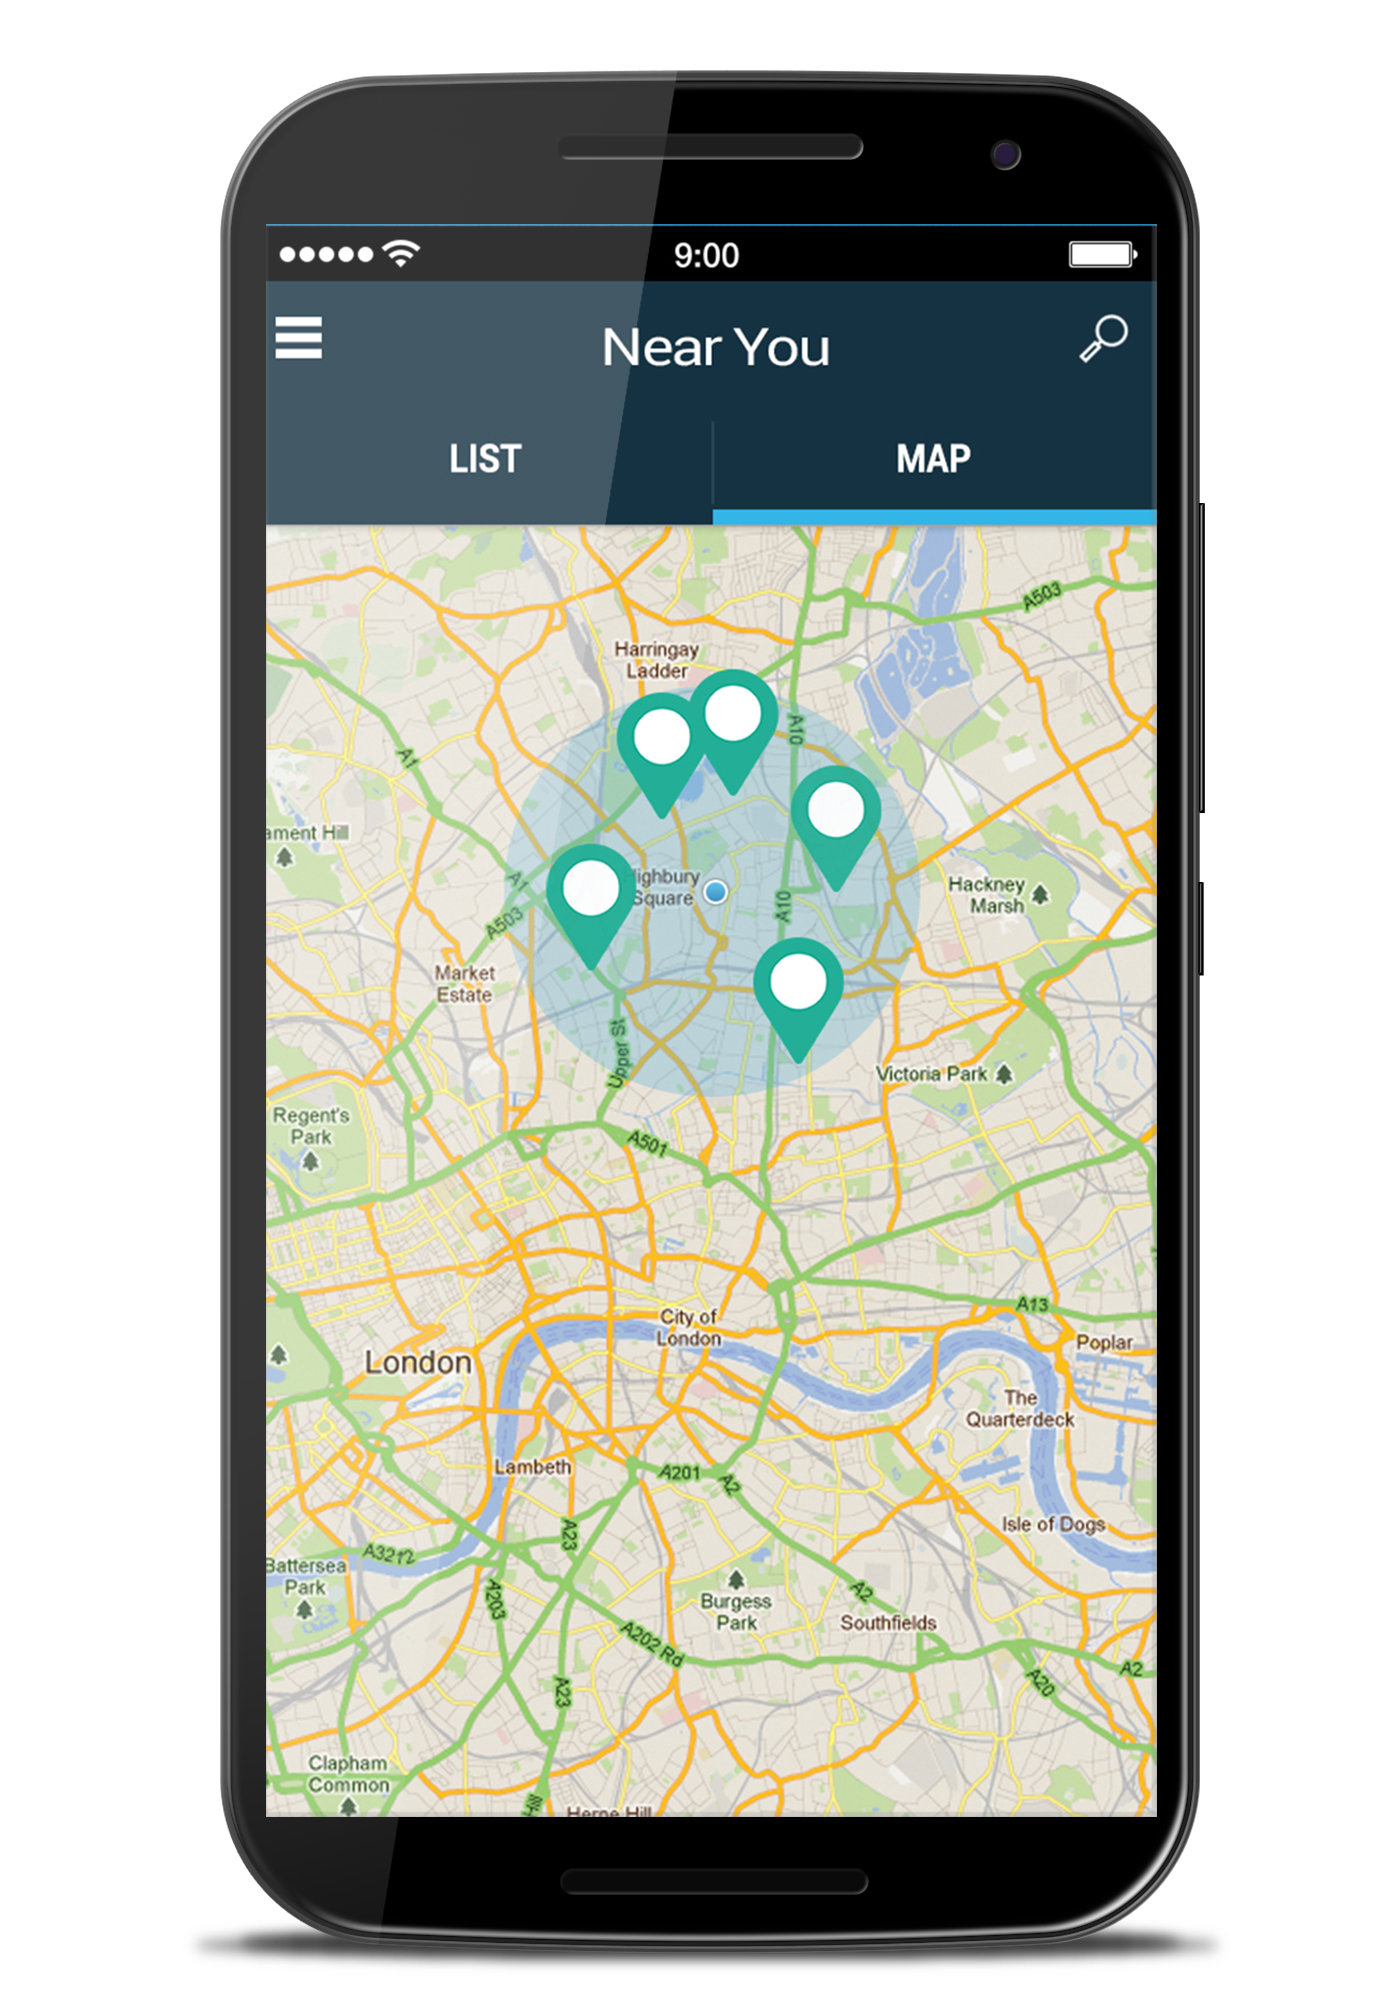 9:00
Near You
LIST
MAP
A503
Harringay
Ladder
A10
A1
ament Hill
A1
ighbury
Square
A10
Hackney
Marsh
A503
Market
Estate
Upper St
Victoria Park
Regent's
Park
A501
A13
City of
London
Poplar
London
The
Quarterdeck
Lambeth
A201
A2
A23
Isle of Dogs
A3212
Battersea
Park
A203
Burgess
Park
A2
Southfields
A202 Rd
A2
A20
A23
Clapham
Common
Herne Hill